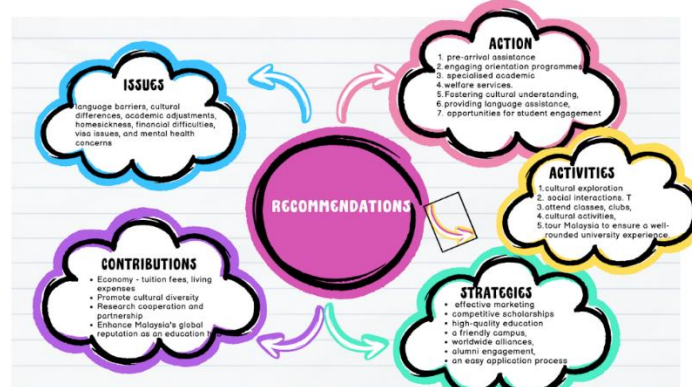 ISSUES
language barriers, cultural
differences, academic adjustments,
homesickness, financial difficulties,
visa issues, and mental health
concerns
ACTION
1. pre-arrival assistance
2.engaging orientation programmes
3. specialised academic
4.welfare services.
5.Fostering cultural understanding,
6.providing language assistance,
7. opportunities for student engagement
RECOMMENDATIONS
ACTIVITIES
1.cultural exploration
2. social interactions. T
3.attend classes, clubs,
4.cultural activities,
5.tour Malaysia to ensure a well-
rounded university experience.
CONTRIBUTIONS
• Economy - tuition fees, living
expenses
• Promote cultural diversity
• Research cooperation and
partnership
• Enhance Malaysia's global
reputation as an education
STRATEGIES
• effective marketing
• competitive scholarships
• high-quality education
• a friendly campus,
• worldwide alliances,
• alumni engagement,
• an easy application process